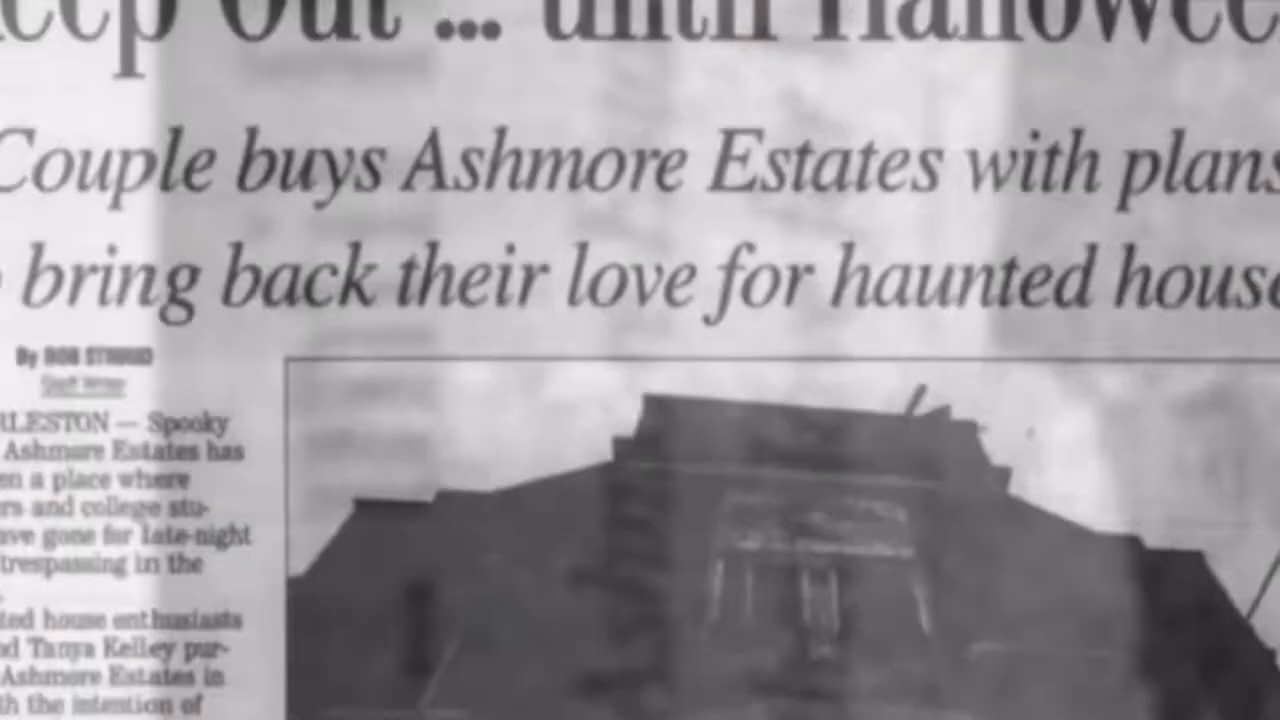 eep Out ... until Hallowee
Couple buys Ashmore Estates with plans
bring back their love for haunted house
By ROB STROUD
Staff Writer
RLESTON — Spooky
Ashmore Estates has
en a place where
ers and college stu-
ave gone for late-night
trespassing in the
ted house enthusiasts
nd Tanya Kelley pur-
Ashmore Estates in
th the intention of